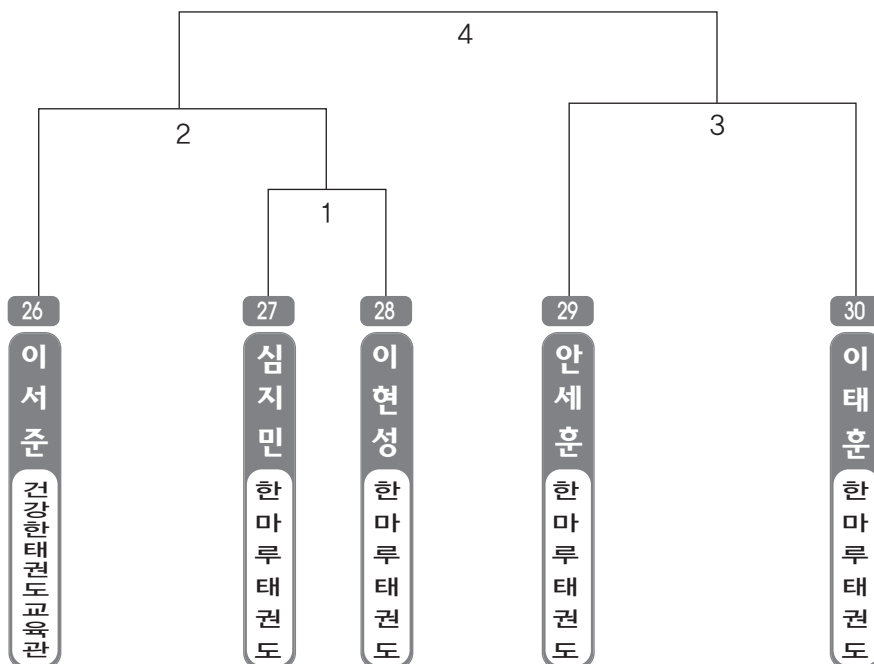 4
2
3
1
26
27
28
29
30
이서준
심지민
이현성
안세훈
이태훈
건강한태권도교육관
한마루태권도
한마루태권도
한마루태권도
한마루태권도